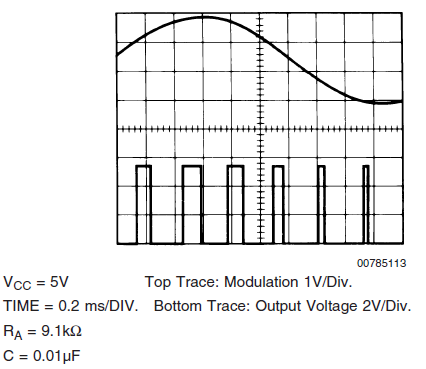 00785113
VCC = 5V Top Trace: Modulation 1V/Div.
TIME = 0.2 ms/DIV. Bottom Trace: Output Voltage 2V/Div.
RA = 9.1kΩ
C = 0.01µF